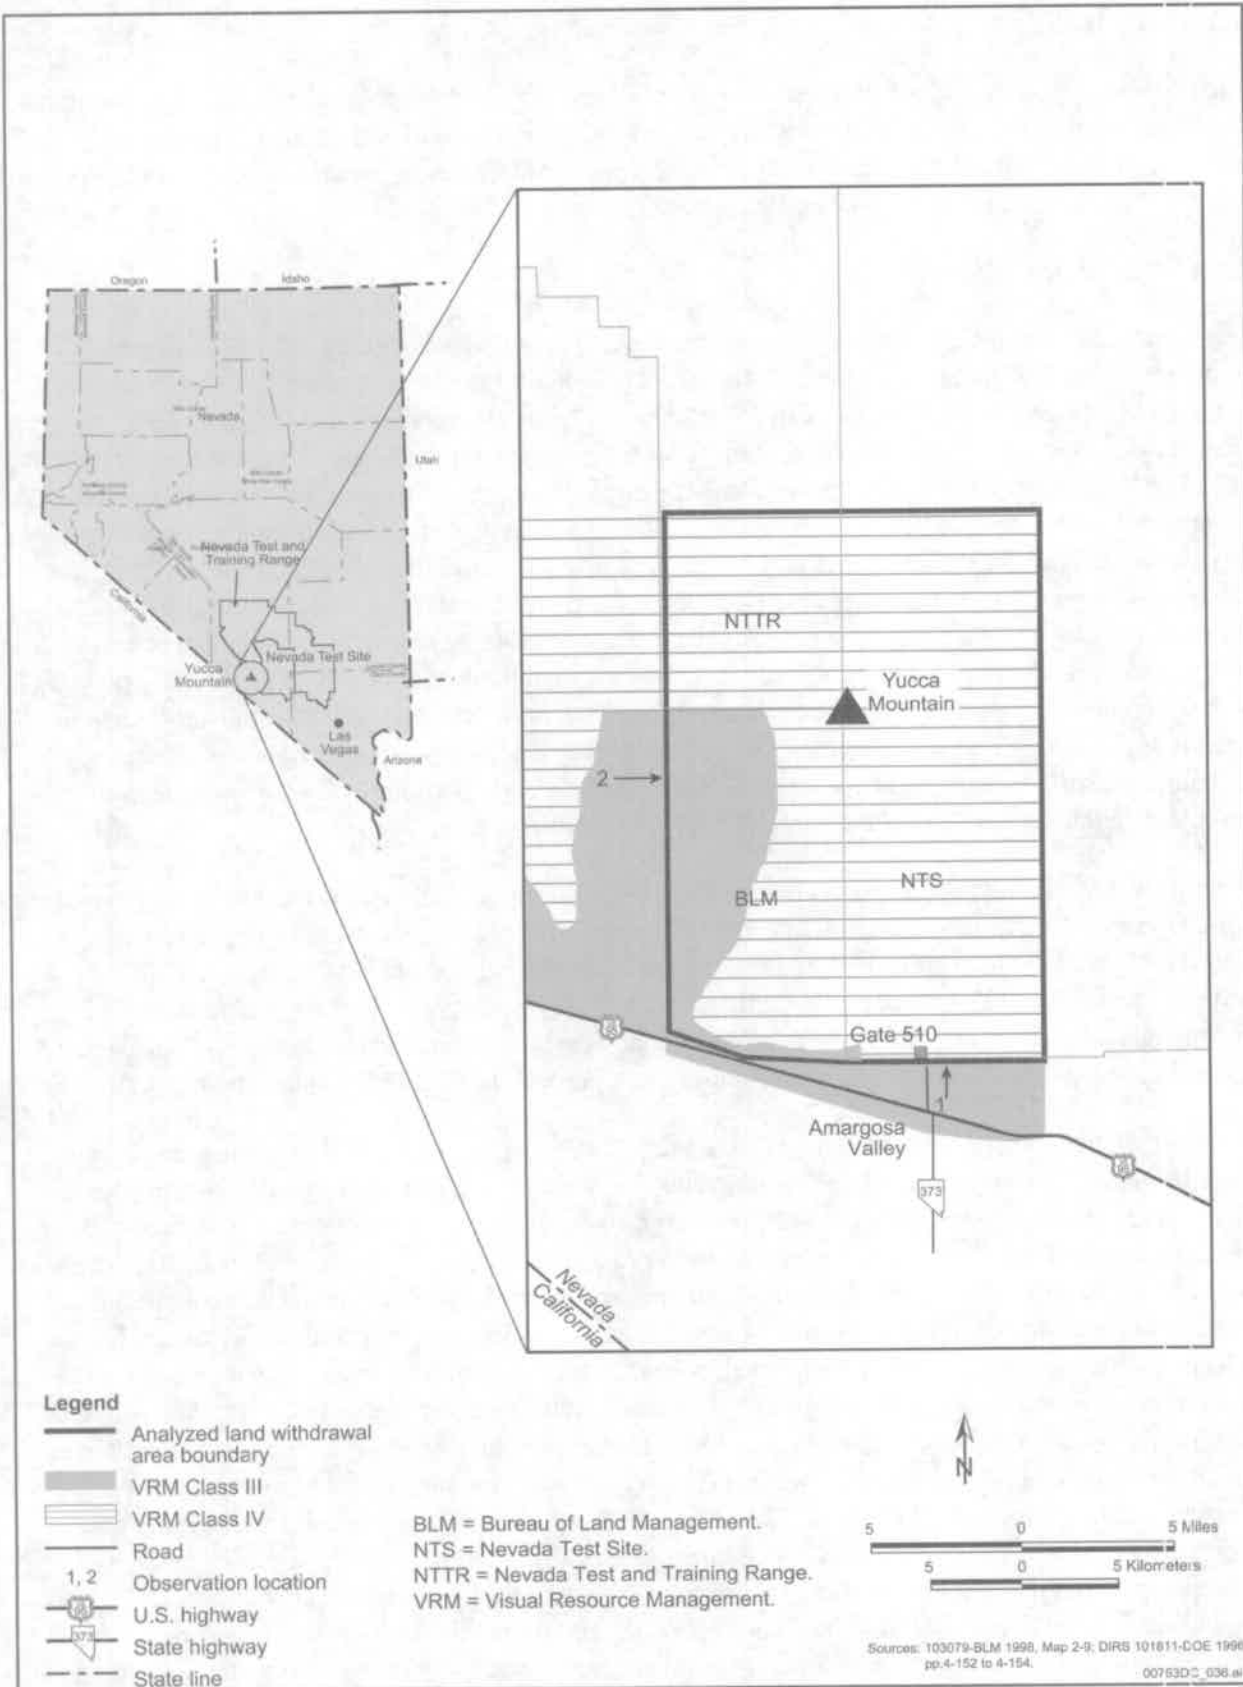 Oregon
Idaho
Nevada
Utah
Nevada Test and
Training Range
California
Nevada Test Site
Yucca
Mountain
Las
Vegas
Arizona
NTTR
Yucca
Mountain
2
NTS
BLM
95
Gate 510
1
Amargosa
Valley
95
373
Nevada
California
Legend
Analyzed land withdrawal
area boundary
VRM Class III
VRM Class IV
Road
1, 2 Observation location
95 U.S. highway
373 State highway
State line
BLM = Bureau of Land Management.
NTS = Nevada Test Site.
NTTR = Nevada Test and Training Range.
VRM = Visual Resource Management.
N
5 0 5 Miles
5 0 5 Kilometers
Sources: 103079-BLM 1998, Map 2-9; DIRS 101811-DOE 1996
pp.4-152 to 4-154.